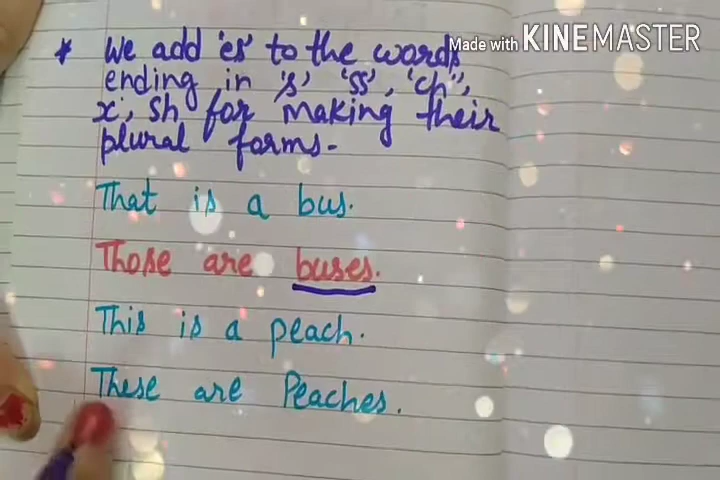 * We add 'es' to the words
Made with KINEMASTER
ending in 's', 'ss', 'ch",
x', sh for making their
plural forms-
That is a bus.
Those are buses.
This is a peach.
These are Peaches.